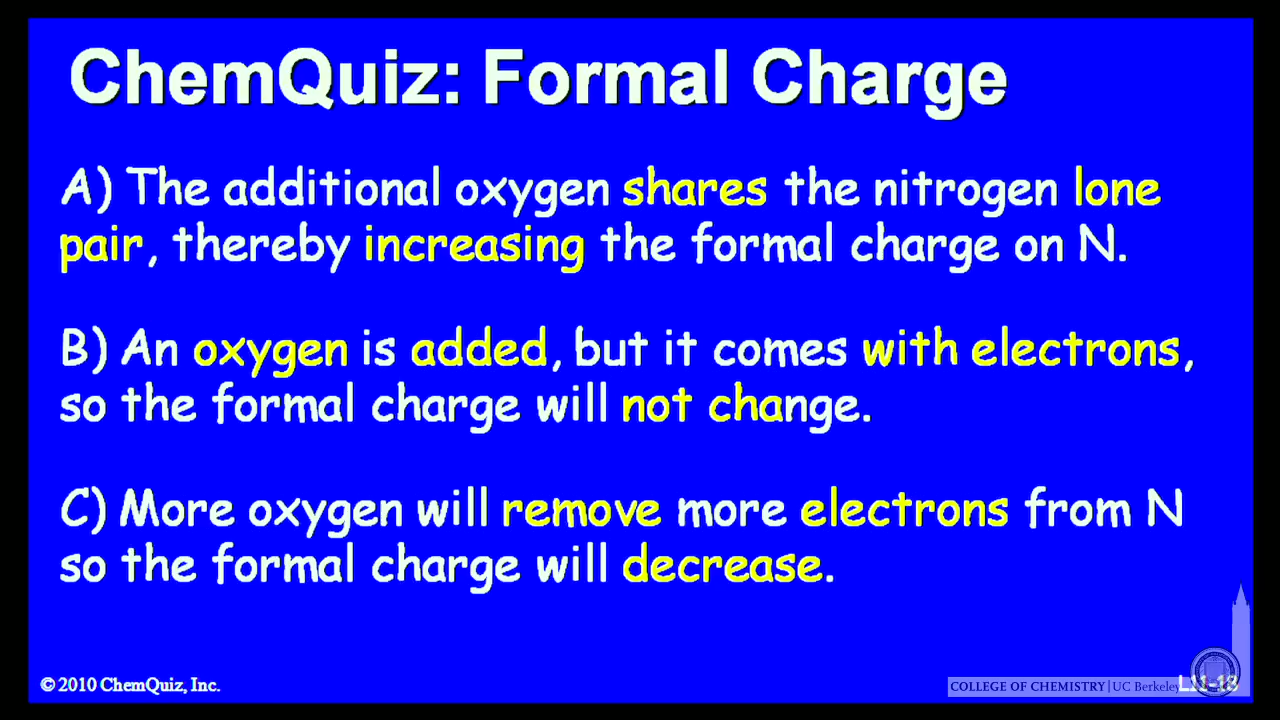 ChemQuiz: Formal Charge
A) The additional oxygen shares the nitrogen lone
pair, thereby increasing the formal charge on N.
B) An oxygen is added, but it comes with electrons,
so the formal charge will not change.
C) More oxygen will remove more electrons from N
so the formal charge will decrease.
© 2010 ChemQuiz, Inc.
COLLEGE OF CHEMISTRY | UC Berkeley